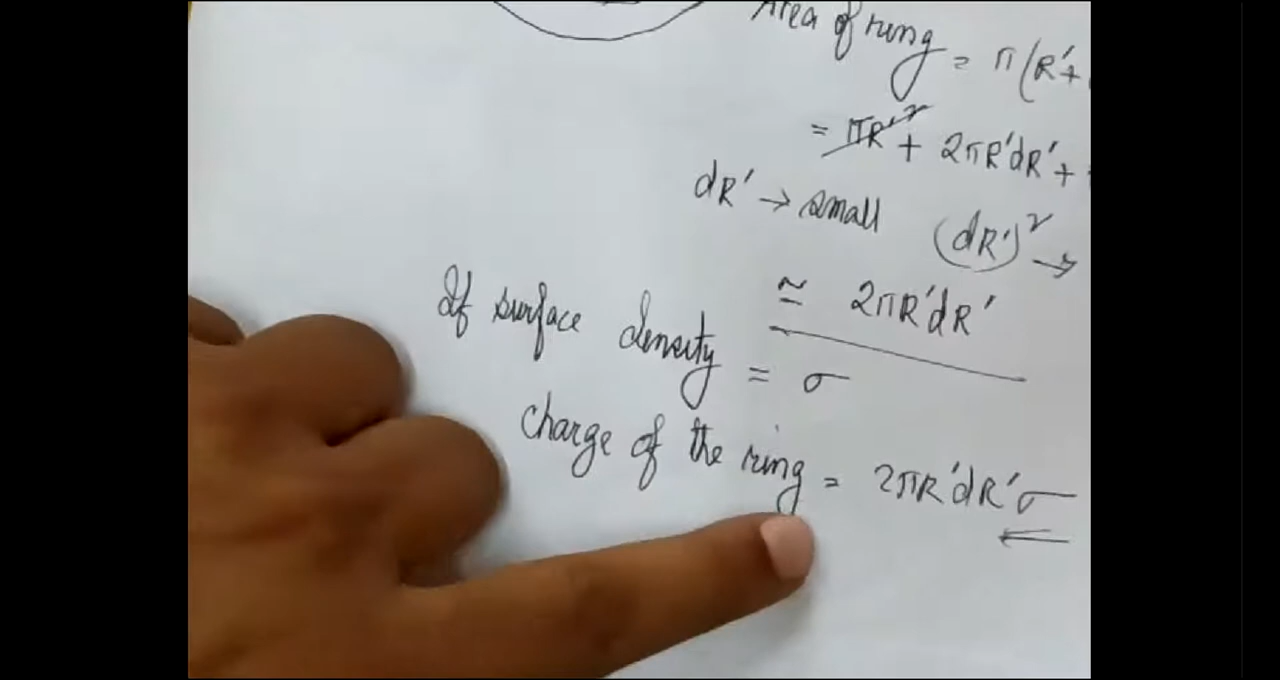 Area of ring = π(R'+
= πR'² + 2πR'dR' +
dR' → small (dR')² →
≃ 2πR'dR'
If surface density = σ
Charge of the ring = 2πR'dR'σ